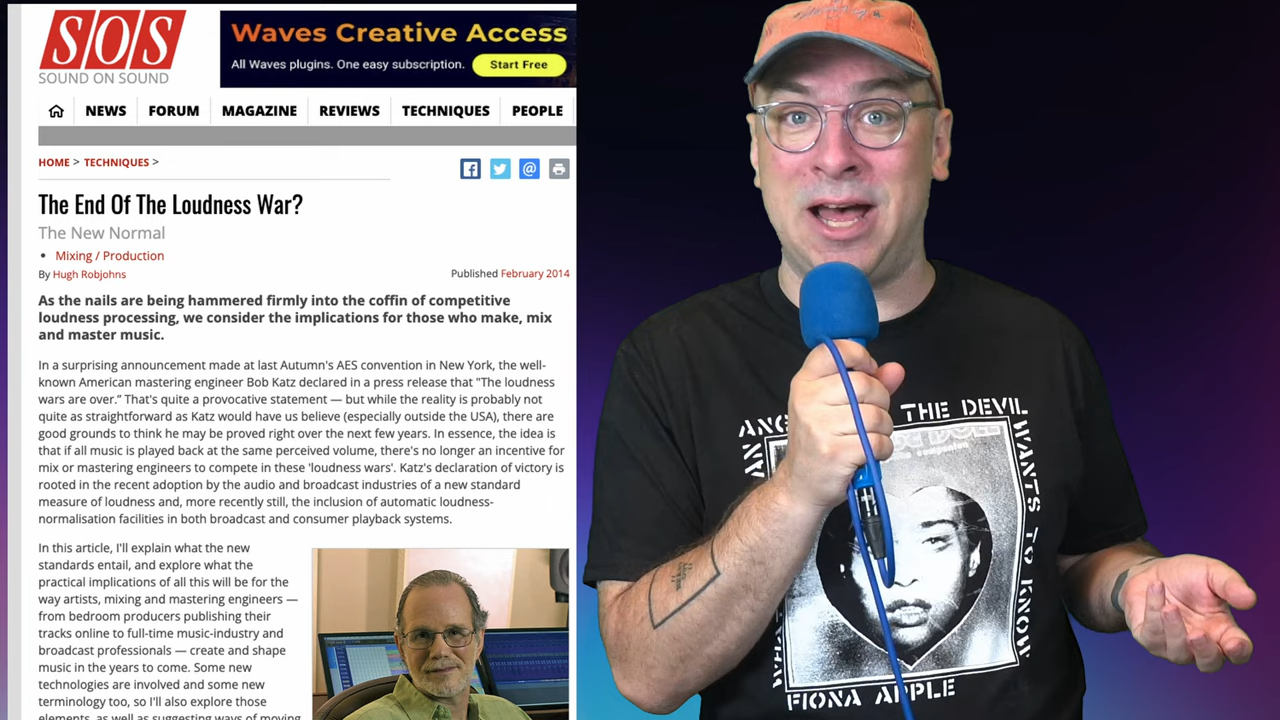 SOS
SOUND ON SOUND
Waves Creative Access
All Waves plugins. One easy subscription.
Start Free
NEWS
FORUM
MAGAZINE
REVIEWS
TECHNIQUES
PEOPLE
HOME > TECHNIQUES >
The End Of The Loudness War?
The New Normal
• Mixing / Production
By Hugh Robjohns
Published February 2014
As the nails are being hammered firmly into the coffin of competitive
loudness processing, we consider the implications for those who make, mix
and master music.
In a surprising announcement made at last Autumn's AES convention in New York, the well-
known American mastering engineer Bob Katz declared in a press release that "The loudness
wars are over." That's quite a provocative statement — but while the reality is probably not
quite as straightforward as Katz would have us believe (especially outside the USA), there are
good grounds to think he may be proved right over the next few years. In essence, the idea is
that if all music is played back at the same perceived volume, there's no longer an incentive for
mix or mastering engineers to compete in these 'loudness wars'. Katz's declaration of victory is
rooted in the recent adoption by the audio and broadcast industries of a new standard
measure of loudness and, more recently still, the inclusion of automatic loudness-
normalisation facilities in both broadcast and consumer playback systems.
In this article, I'll explain what the new
standards entail, and explore what the
practical implications of all this will be for the
way artists, mixing and mastering engineers —
from bedroom producers publishing their
tracks online to full-time music-industry and
broadcast professionals — create and shape
music in the years to come. Some new
technologies are involved and some new
terminology too, so I'll also explore those
elements, as well as suggesting ways of moving
AN
THE DEVIL
WANTS TO KNOW
FIONA APPLE